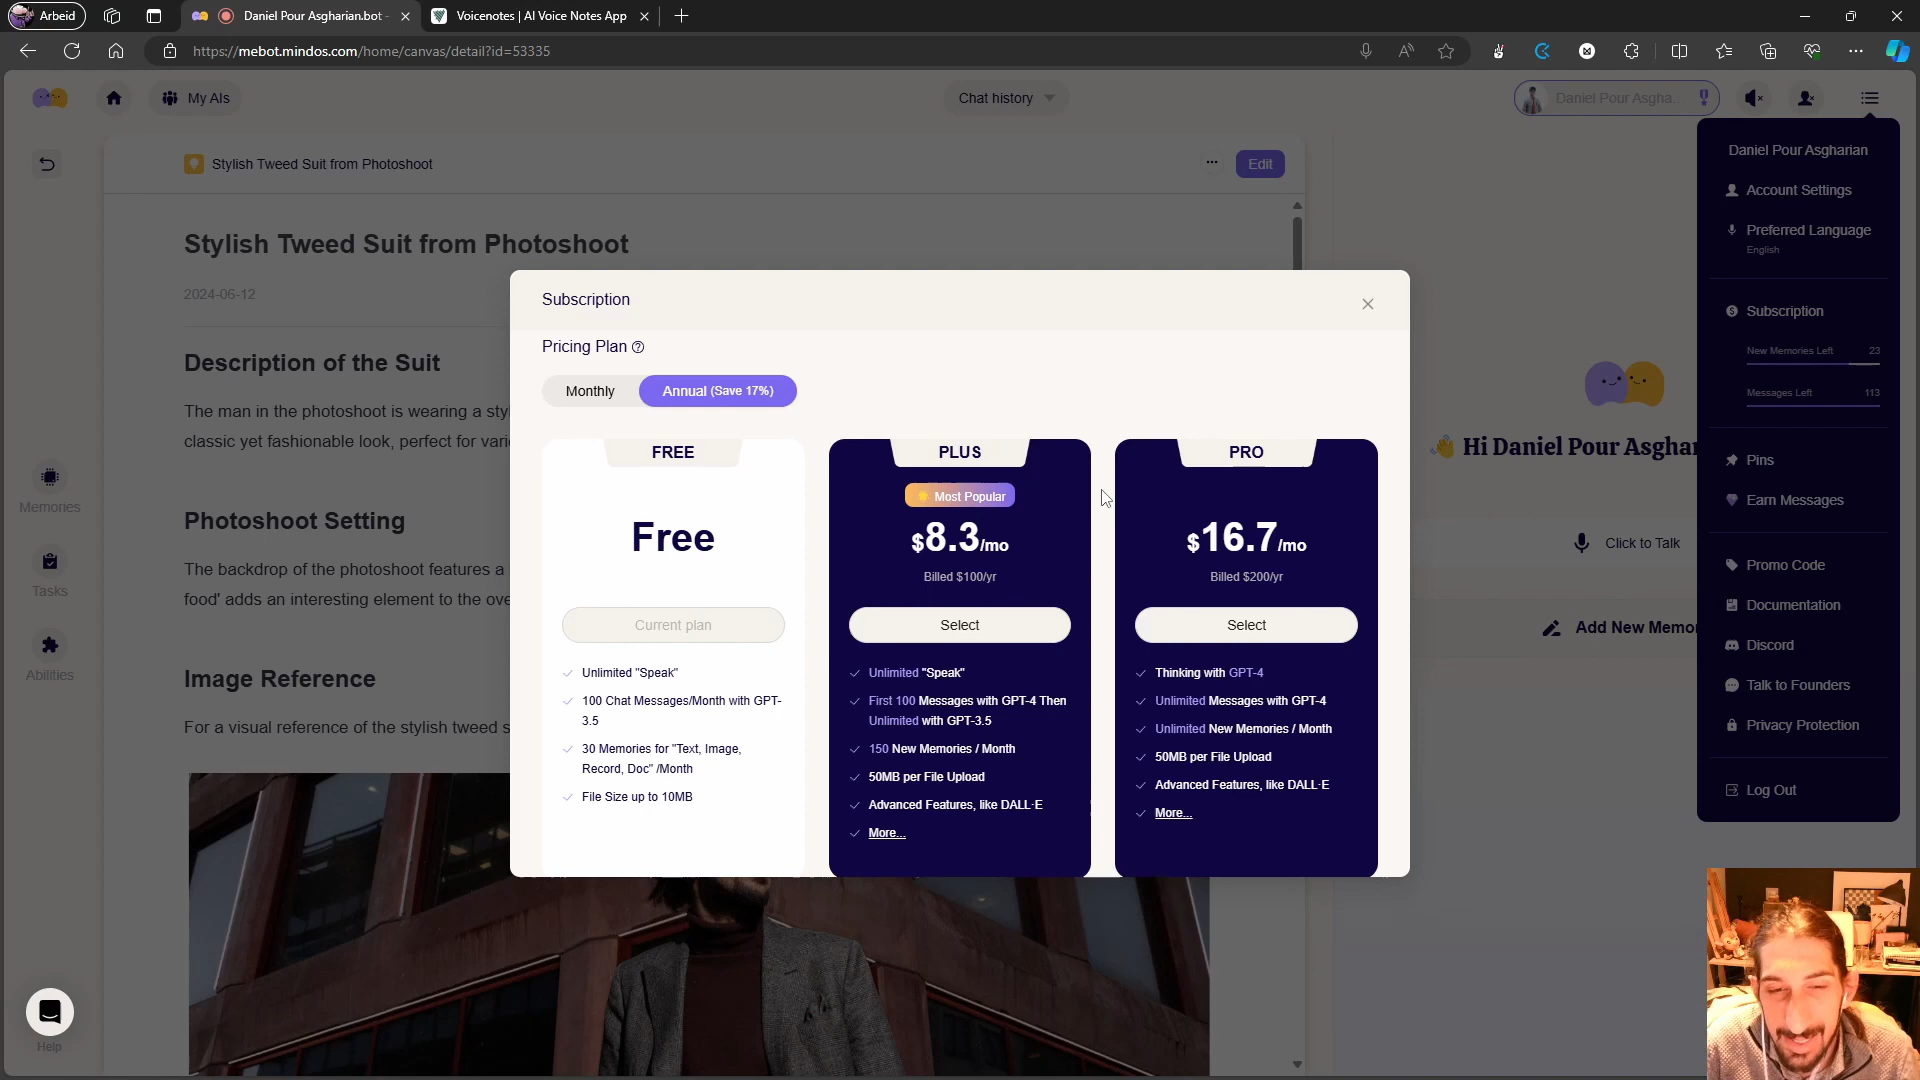 Arbeid
Daniel Pour Asgharian.bot -
Voicenotes | AI Voice Notes App
https://mebot.mindos.com/home/canvas/detail?id=53335
My AIs
Chat history
Daniel Pour Asgha...
Stylish Tweed Suit from Photoshoot
Edit
Stylish Tweed Suit from Photoshoot
2024-06-12
Description of the Suit
The man in the photoshoot is wearing a sty
classic yet fashionable look, perfect for vari
Photoshoot Setting
The backdrop of the photoshoot features a
food' adds an interesting element to the ove
Image Reference
For a visual reference of the stylish tweed s
Memories
Tasks
Abilities
Help
Subscription
Pricing Plan
Monthly
Annual (Save 17%)
FREE
Free
Current plan
Unlimited "Speak"
100 Chat Messages/Month with GPT-
3.5
30 Memories for "Text, Image,
Record, Doc" /Month
File Size up to 10MB
PLUS
Most Popular
$8.3/mo
Billed $100/yr
Select
Unlimited "Speak"
First 100 Messages with GPT-4 Then
Unlimited with GPT-3.5
150 New Memories / Month
50MB per File Upload
Advanced Features, like DALL·E
More...
PRO
$16.7/mo
Billed $200/yr
Select
Thinking with GPT-4
Unlimited Messages with GPT-4
Unlimited New Memories / Month
50MB per File Upload
Advanced Features, like DALL·E
More...
Hi Daniel Pour Asghar
Click to Talk
Add New Memor
Daniel Pour Asgharian
Account Settings
Preferred Language
English
Subscription
New Memories Left 23
Messages Left 113
Pins
Earn Messages
Promo Code
Documentation
Discord
Talk to Founders
Privacy Protection
Log Out